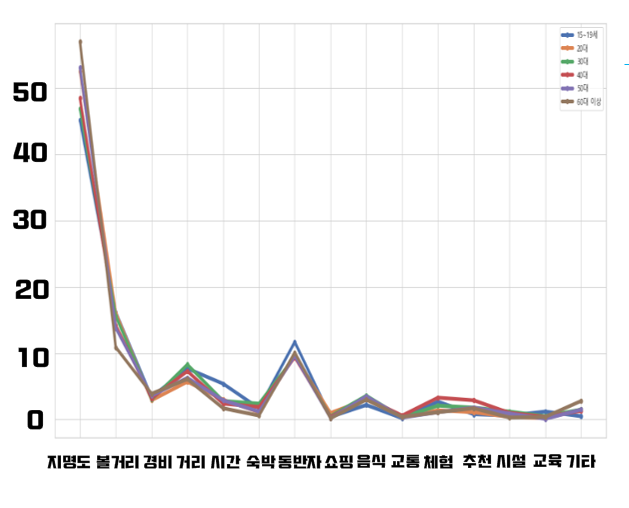 15~19세
20대
30대
40대
50대
60대 이상
50
40
30
20
10
0
지명도 볼거리 경비 거리 시간 숙박 동반자 쇼핑 음식 교통 체험 추천 시설 교육 기타